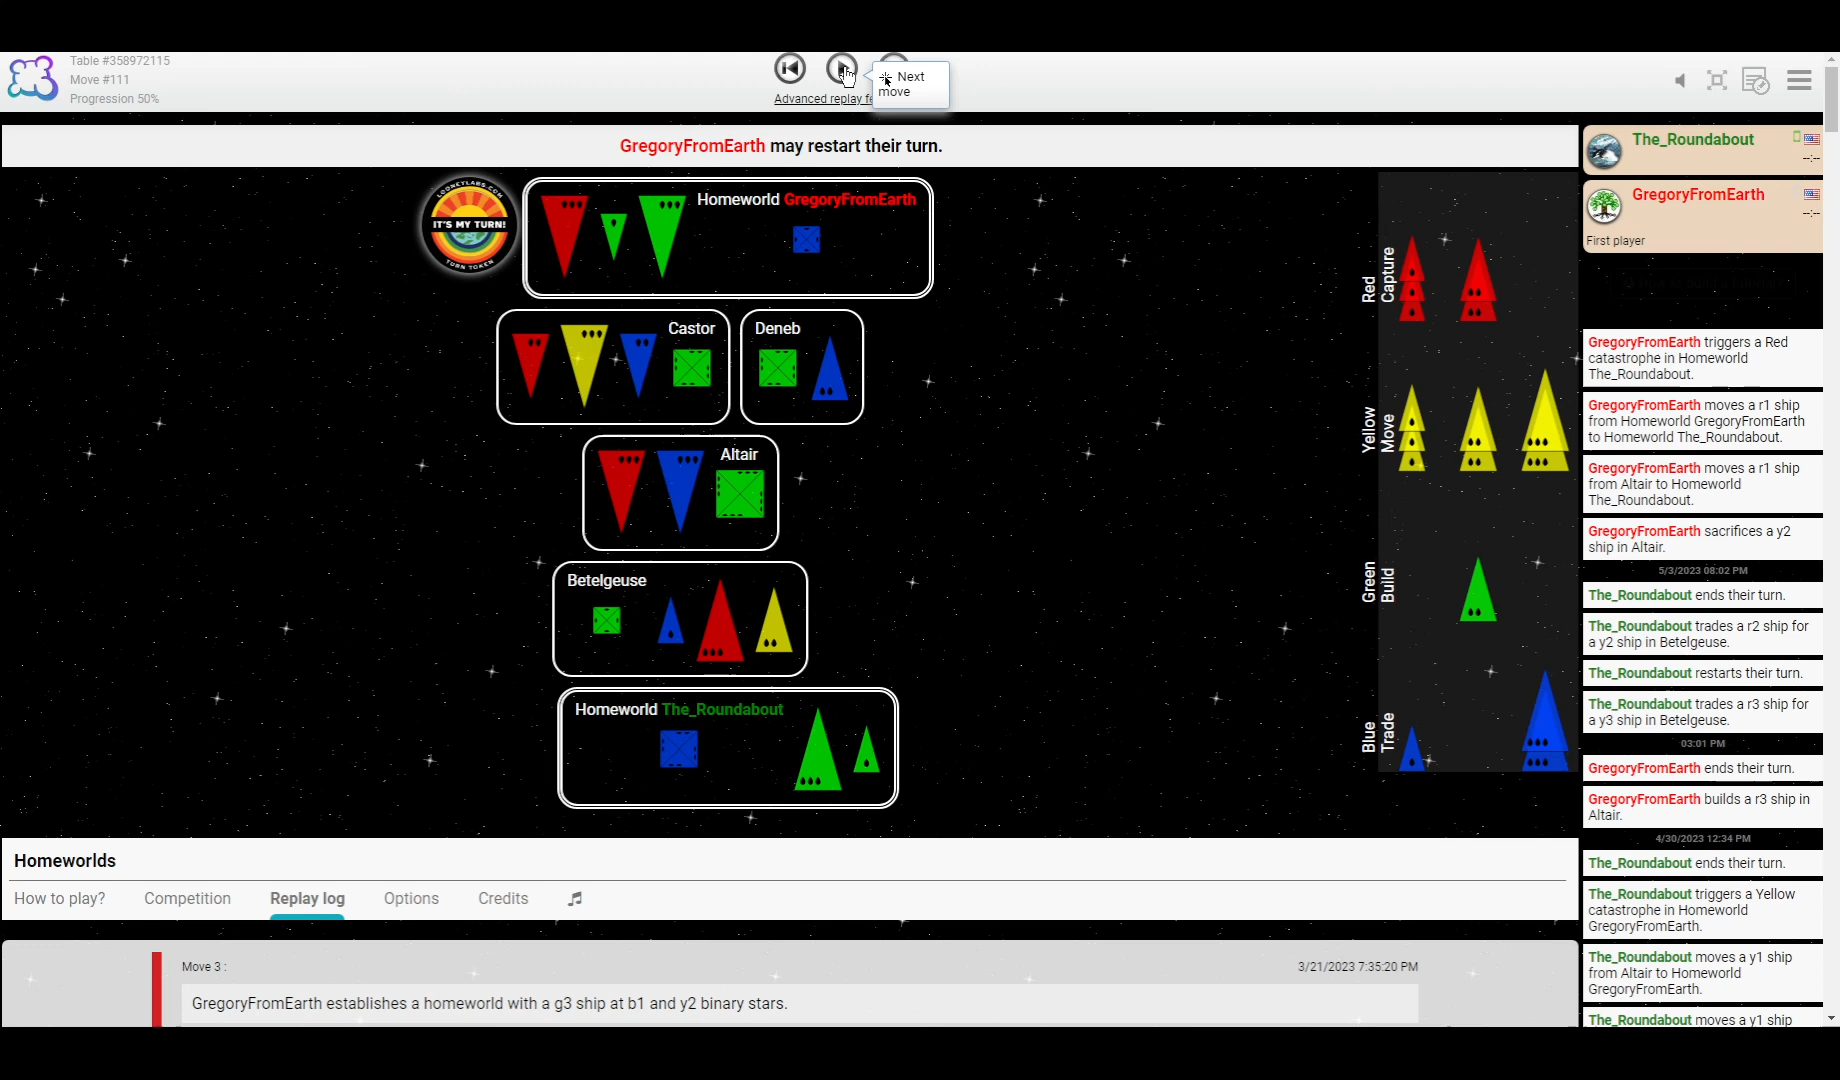 Table #358972115
Move #111
Progression 50%
Next
move
Advanced replay fe
GregoryFromEarth may restart their turn.
LOONEYLABS.COM
IT'S MY TURN!
TURN TOKEN
Homeworld GregoryFromEarth
Castor
Deneb
Altair
Betelgeuse
Homeworld The_Roundabout
Red
Capture
Yellow
Move
Green
Build
Blue
Trade
The_Roundabout
--:--
GregoryFromEarth
--:--
First player
GregoryFromEarth triggers a Red
catastrophe in Homeworld
The_Roundabout.
GregoryFromEarth moves a r1 ship
from Homeworld GregoryFromEarth
to Homeworld The_Roundabout.
GregoryFromEarth moves a r1 ship
from Altair to Homeworld
The_Roundabout.
GregoryFromEarth sacrifices a y2
ship in Altair.
5/3/2023 08:02 PM
The_Roundabout ends their turn.
The_Roundabout trades a r2 ship for
a y2 ship in Betelgeuse.
The_Roundabout restarts their turn.
The_Roundabout trades a r3 ship for
a y3 ship in Betelgeuse.
03:01 PM
GregoryFromEarth ends their turn.
GregoryFromEarth builds a r3 ship in
Altair.
4/30/2023 12:34 PM
The_Roundabout ends their turn.
The_Roundabout triggers a Yellow
catastrophe in Homeworld
GregoryFromEarth.
The_Roundabout moves a y1 ship
from Altair to Homeworld
GregoryFromEarth.
The_Roundabout moves a y1 ship
Homeworlds
How to play?
Competition
Replay log
Options
Credits
Move 3 :
3/21/2023 7:35:20 PM
GregoryFromEarth establishes a homeworld with a g3 ship at b1 and y2 binary stars.